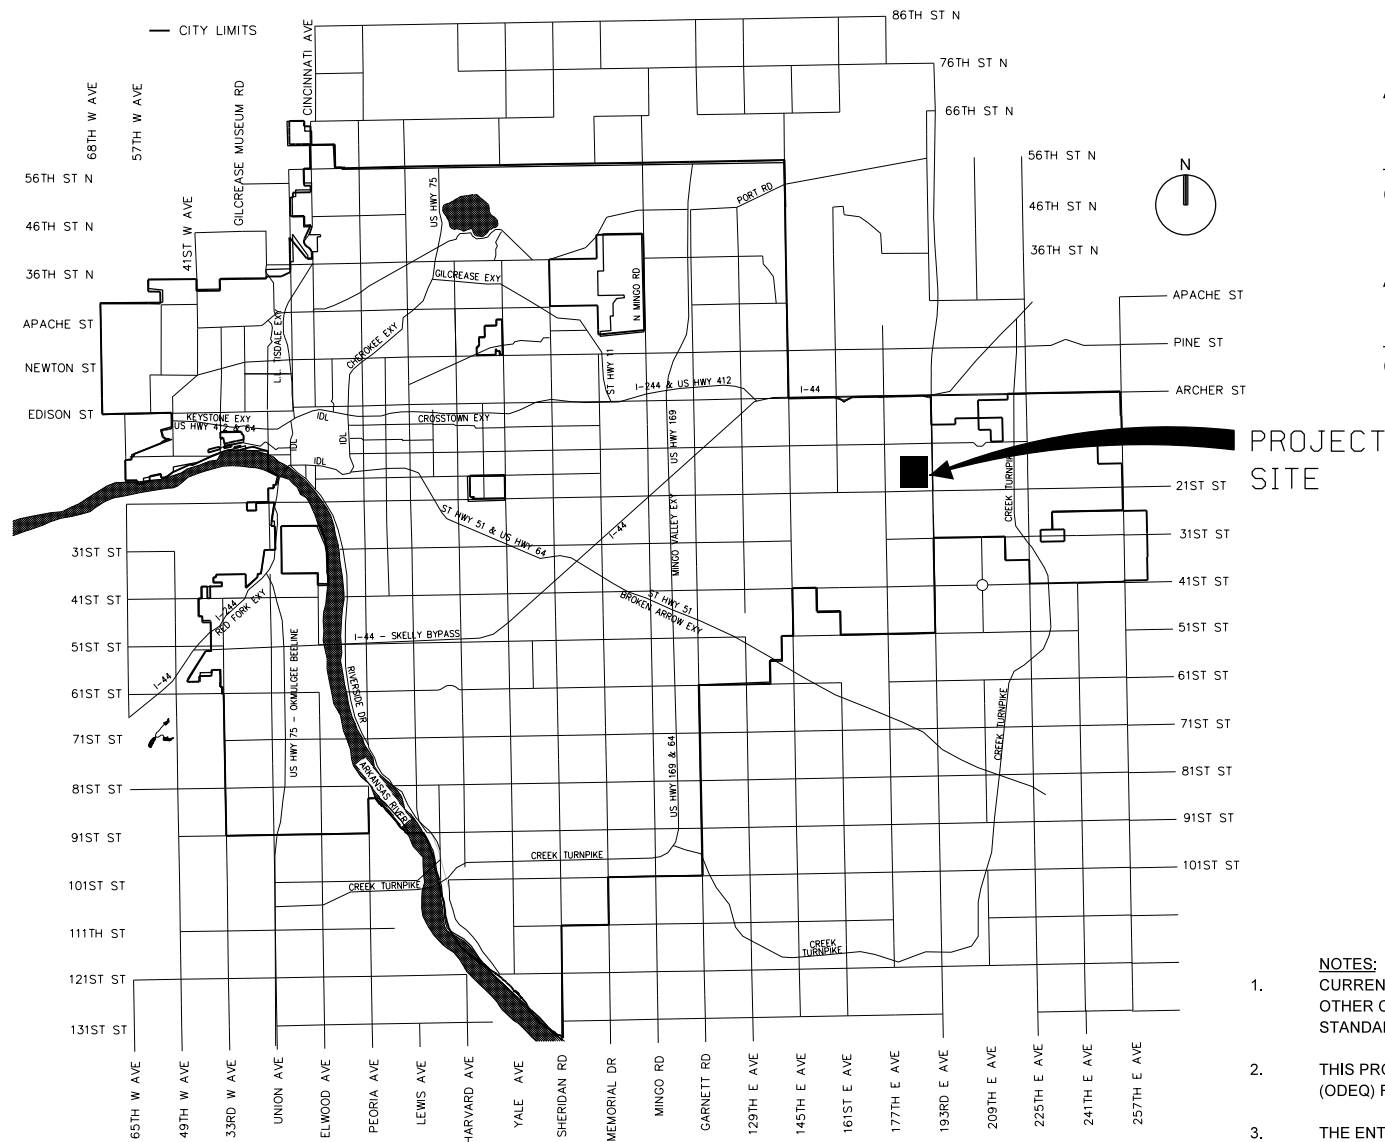 86TH ST N
CITY LIMITS
CINCINNATI AVE
76TH ST N
68TH W AVE
57TH W AVE
GILCREASE MUSEUM RD
66TH ST N
56TH ST N
N
56TH ST N
US HWY 75
PORT RD
41ST W AVE
46TH ST N
46TH ST N
36TH ST N
36TH ST N
GILCREASE EXY
N MINGO RD
APACHE ST
APACHE ST
L.L. TISDALE EXY
CHEROKEE EXY
PINE ST
NEWTON ST
ST HWY 11
I-244 & US HWY 412
I-44
ARCHER ST
EDISON ST
KEYSTONE EXY
US HWY 412 & 64
IDL
CROSSTOWN EXY
IDL
IDL
IDL
US HWY 169
PROJECT
SITE
CREEK TURNPIKE
21ST ST
ST HWY 51 & US HWY 64
I-44
MINGO VALLEY EXY
31ST ST
31ST ST
41ST ST
41ST ST
I-244
RED FORK EXY
ST HWY 51
BROKEN ARROW EXY
51ST ST
I-44 - SKELLY BYPASS
51ST ST
US HWY 75 - OKMULGEE BEELINE
RIVERSIDE DR
I-44
61ST ST
61ST ST
CREEK TURNPIKE
71ST ST
71ST ST
US HWY 169 & 64
ARKANSAS RIVER
81ST ST
81ST ST
91ST ST
91ST ST
CREEK TURNPIKE
101ST ST
101ST ST
CREEK TURNPIKE
111TH ST
CREEK
TURNPIKE
121ST ST
131ST ST
65TH W AVE
49TH W AVE
33RD W AVE
UNION AVE
ELWOOD AVE
PEORIA AVE
LEWIS AVE
HARVARD AVE
YALE AVE
SHERIDAN RD
MEMORIAL DR
MINGO RD
GARNETT RD
129TH E AVE
145TH E AVE
161ST E AVE
177TH E AVE
193RD E AVE
209TH E AVE
225TH E AVE
241TH E AVE
257TH E AVE
NOTES:
1. CURREN
OTHER
STANDA
2. THIS PRO
(ODEQ)
3. THE ENT